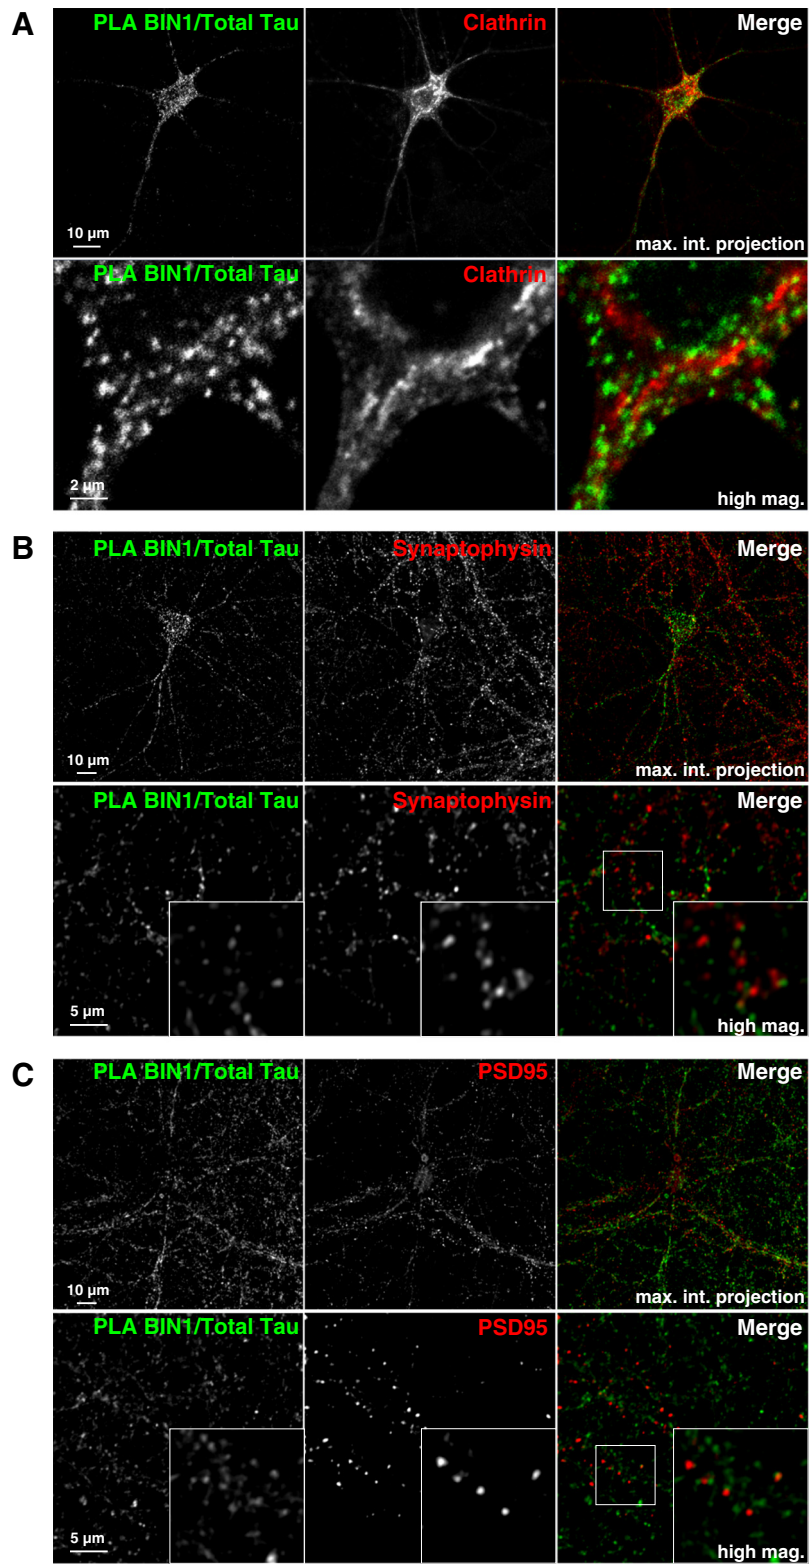 A
PLA BIN1/Total Tau
Clathrin
Merge
10 µm
max. int. projection
PLA BIN1/Total Tau
Clathrin
2 µm
high mag.
B
PLA BIN1/Total Tau
Synaptophysin
Merge
10 µm
max. int. projection
PLA BIN1/Total Tau
Synaptophysin
Merge
5 µm
high mag.
C
PLA BIN1/Total Tau
PSD95
Merge
10 µm
max. int. projection
PLA BIN1/Total Tau
PSD95
Merge
5 µm
high mag.